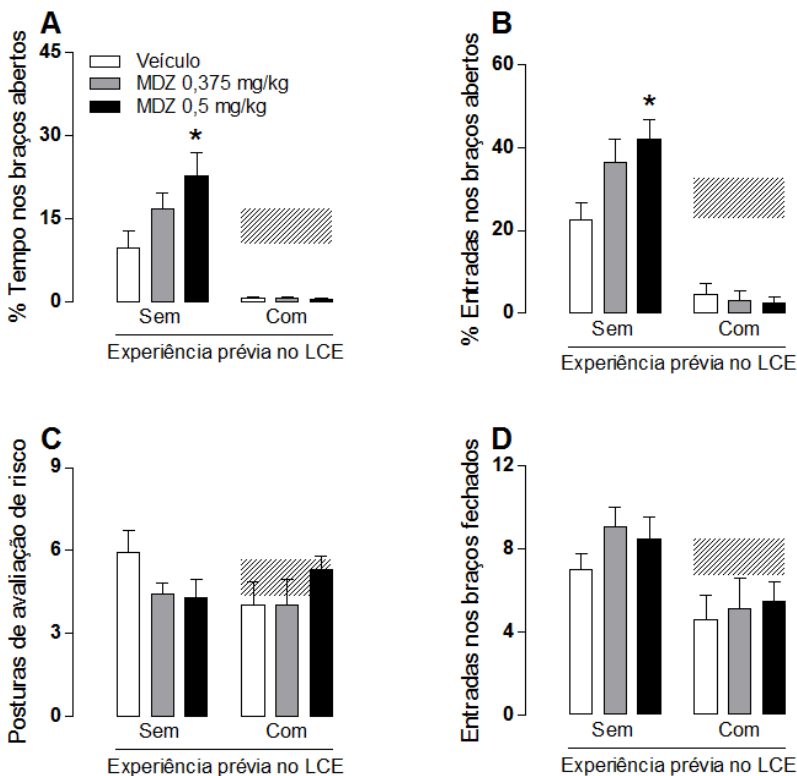 A
% Tempo nos braços abertos
45
30
15
0
Veículo
MDZ 0,375 mg/kg
MDZ 0,5 mg/kg
*
Sem
Com
Experiência prévia no LCE
B
% Entradas nos braços abertos
60
40
20
0
*
Sem
Com
Experiência prévia no LCE
C
Posturas de avaliação de risco
9
6
3
0
Sem
Com
Experiência prévia no LCE
D
Entradas nos braços fechados
12
8
4
0
Sem
Com
Experiência prévia no LCE